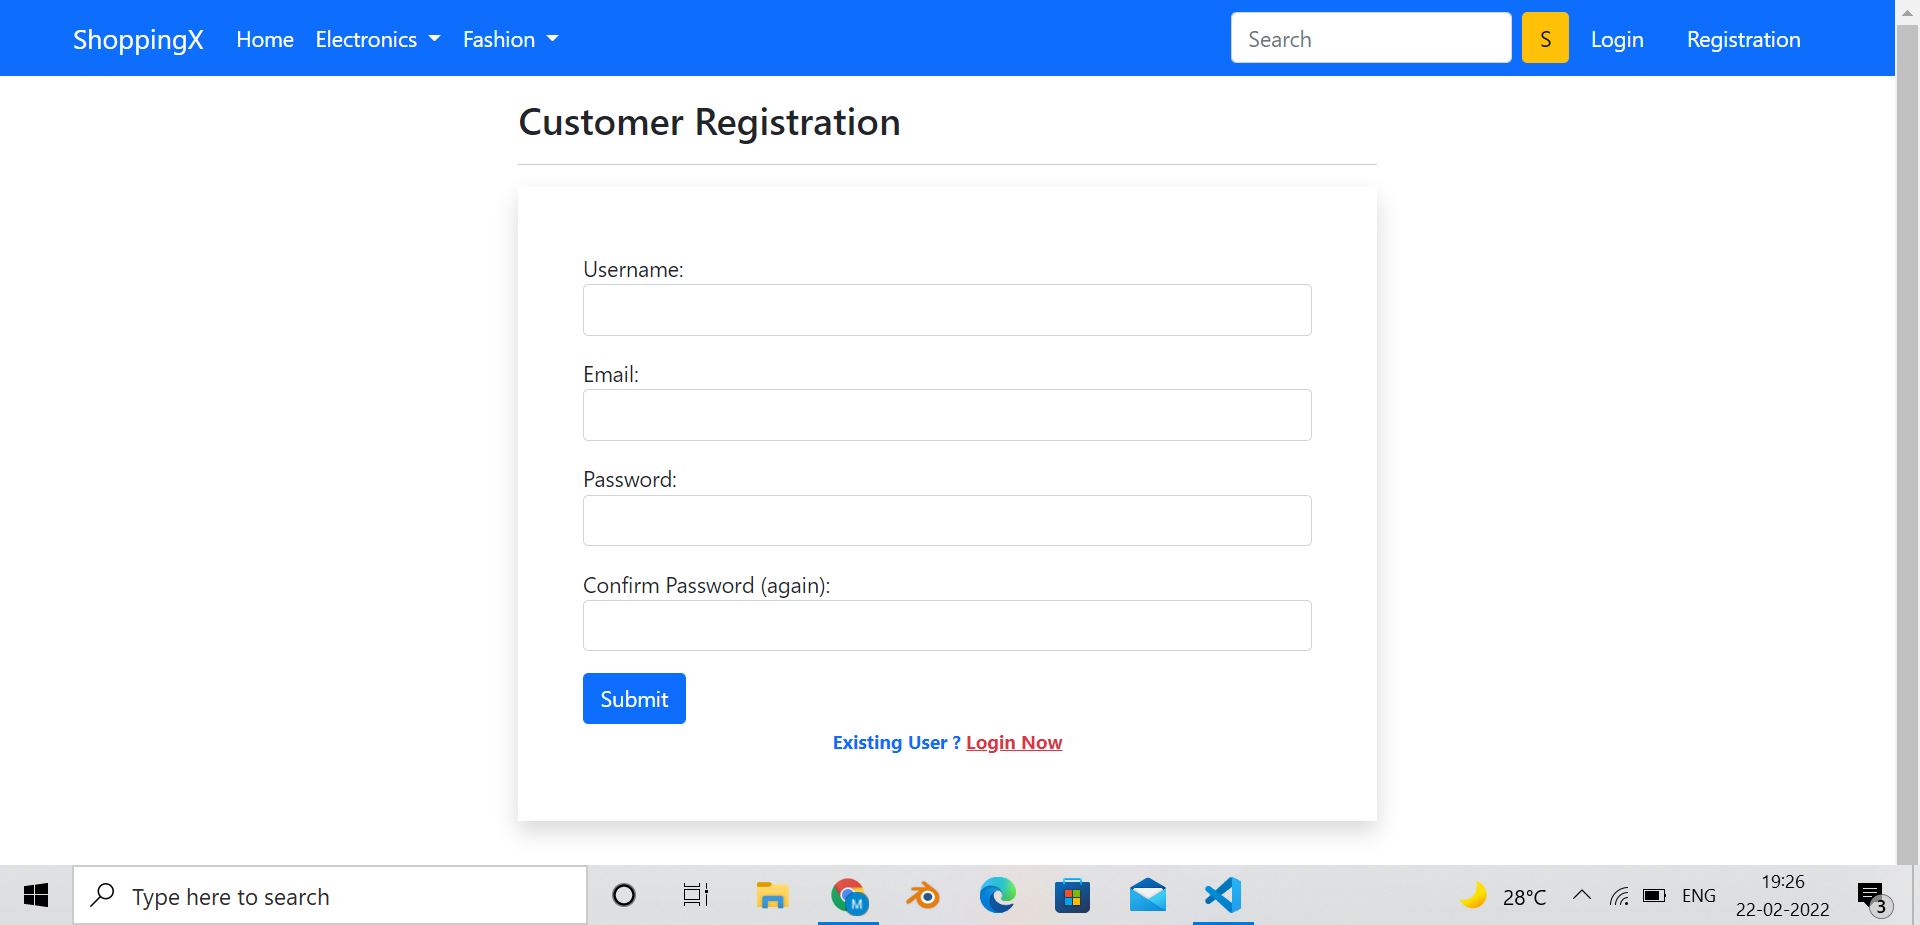 ShoppingX Home Electronics Fashion Search S Login Registration
Customer Registration
Username:
Email:
Password:
Confirm Password (again):
Submit
Existing User ? Login Now
Type here to search
M
28°C ENG 19:26
22-02-2022
3